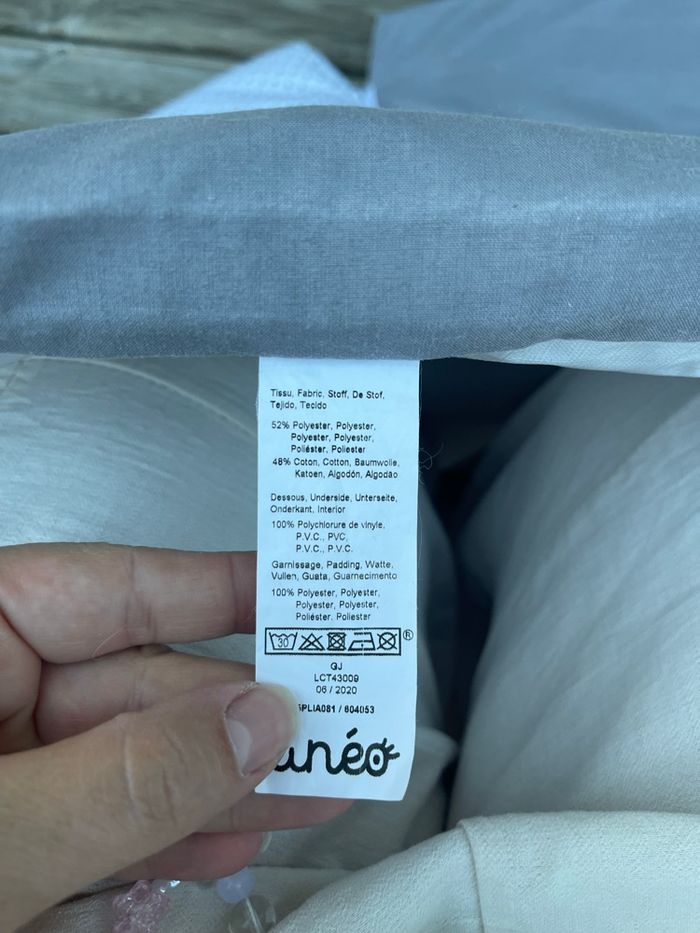 Tissu, Fabric, Stoff, De Stof,
Tejido, Tecido
52% Polyester, Polyester,
Polyester, Polyester,
Poliéster, Poliester
48% Coton, Cotton, Baumwolle,
Katoen, Algodón, Algodão
Dessous, Underside, Unterseite,
Onderkant, Interior
100% Polychlorure de vinyle,
P.V.C., PVC,
P.V.C., P.V.C.
Garnissage, Padding, Watte,
Vullen, Guata, Guarnecimento
100% Polyester, Polyester,
Polyester, Polyester,
Poliéster, Poliester
30 ®
QJ
LCT43009
06 / 2020
PLIA081 / 604053